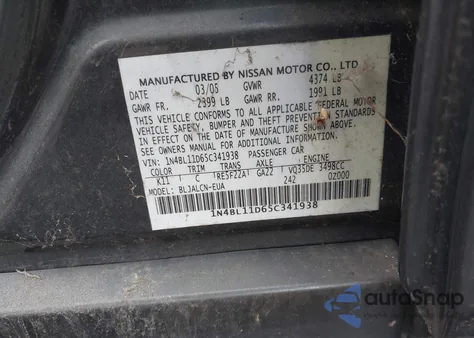 MANUFACTURED BY NISSAN MOTOR CO., LTD
DATE 03/05 GVWR 4374 LB
GAWR FR. 2399 LB GAWR RR. 1991 LB
THIS VEHICLE CONFORMS TO ALL APPLICABLE FEDERAL MOTOR
VEHICLE SAFETY, BUMPER, AND THEFT PREVENTION STANDARDS
IN EFFECT ON THE DATE OF MANUFACTURE SHOWN ABOVE.
SEE OWNERS MANUAL FOR ADDITIONAL INFORMATION
VIN: 1N4BL11D65C341938 PASSENGER CAR
COLOR TRIM TRANS AXLE ENGINE
K11 C RE5F22A GA22 VQ35DE 3498CC
MODEL: BLJALCN-EUA 242 OZ000
1N4BL11D65C341938
autoSnap